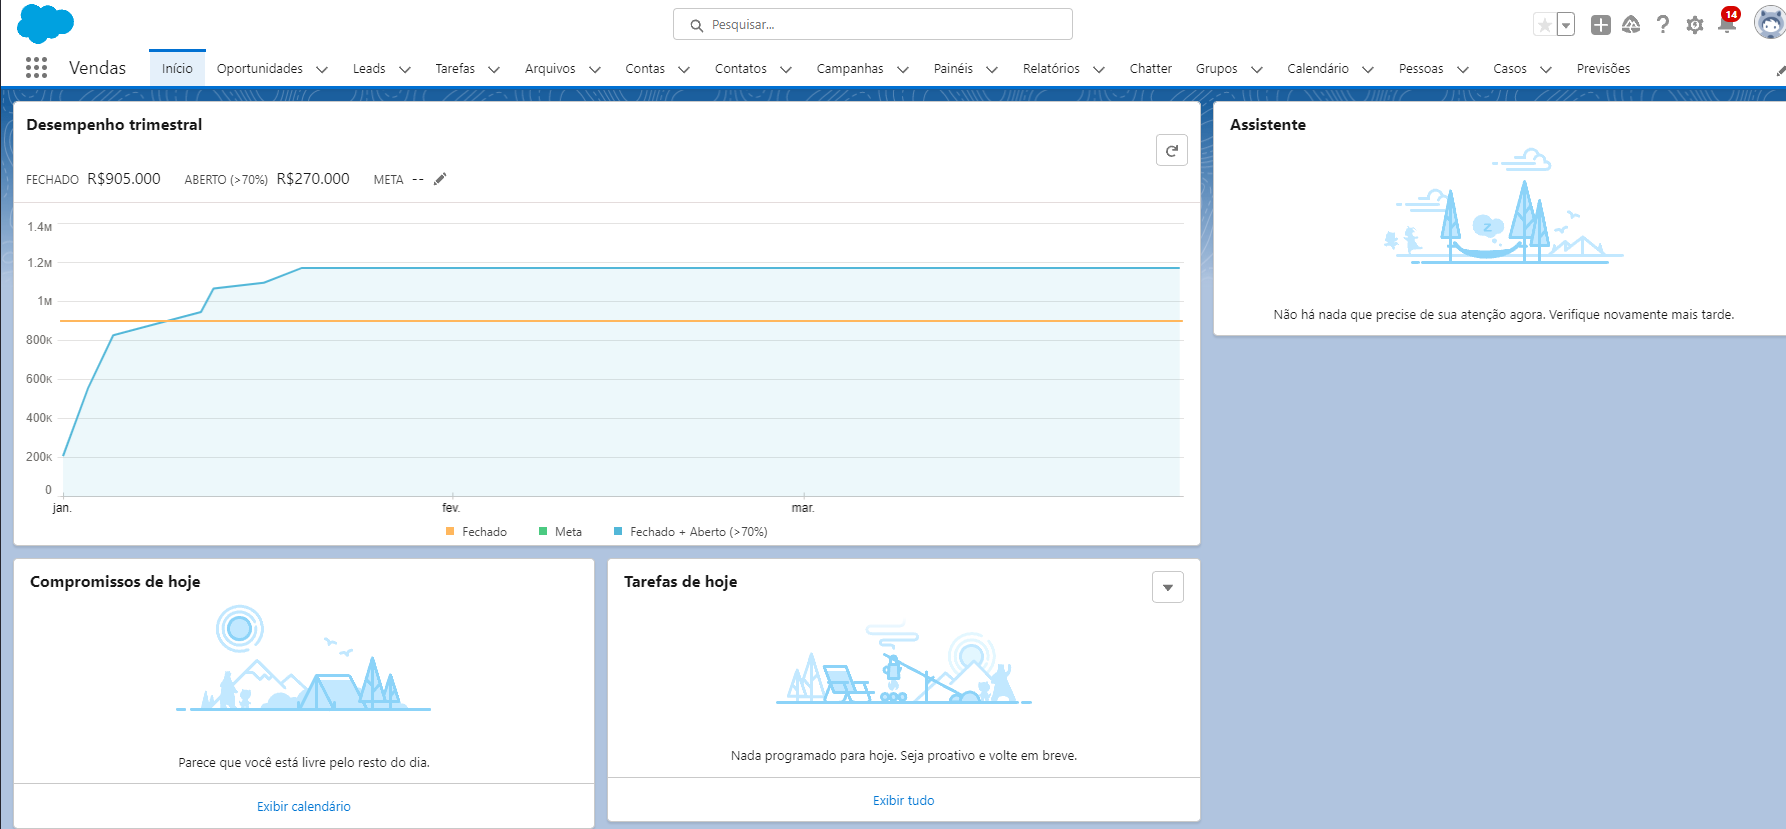 Pesquisar...
14
Vendas
Início
Oportunidades
Leads
Tarefas
Arquivos
Contas
Contatos
Campanhas
Painéis
Relatórios
Chatter
Grupos
Calendário
Pessoas
Casos
Previsões
Desempenho trimestral
FECHADO R$905.000 ABERTO (>70%) R$270.000 META --
1.4M
1.2M
1M
800K
600K
400K
200K
0
jan. fev. mar.
Fechado Meta Fechado + Aberto (>70%)
Assistente
z
Não há nada que precise de sua atenção agora. Verifique novamente mais tarde.
Compromissos de hoje
Parece que você está livre pelo resto do dia.
Exibir calendário
Tarefas de hoje
Nada programado para hoje. Seja proativo e volte em breve.
Exibir tudo